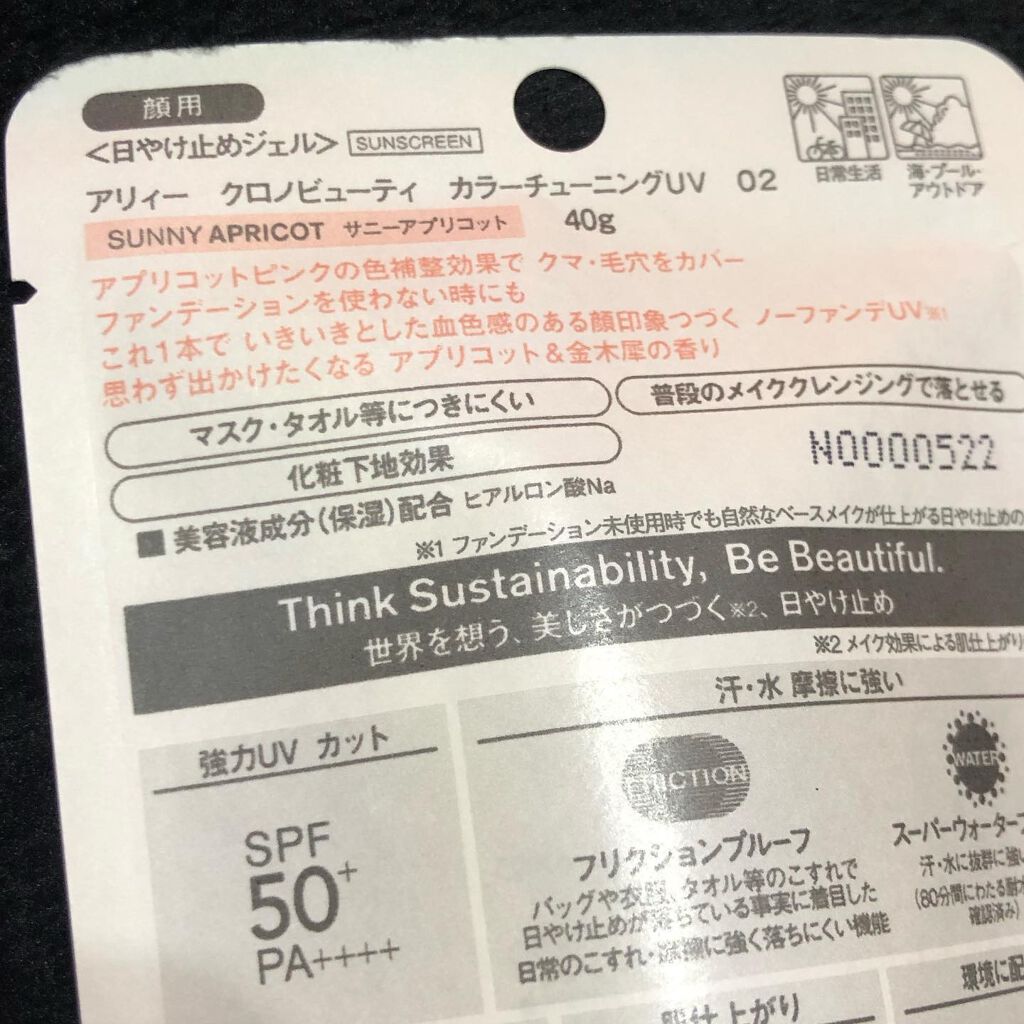 顔用
<日やけ止めジェル> SUNSCREEN
アリィー クロノビューティ カラーチューニングUV 02
SUNNY APRICOT サニーアプリコット 40g
日常生活
海・プール・
アウトドア
アプリコットピンクの色補整効果で クマ・毛穴をカバー
ファンデーションを使わない時にも
これ1本で いきいきとした血色感のある顔印象つづく ノーファンデUV※1
思わず出かけたくなる アプリコット&金木犀の香り
マスク・タオル等につきにくい
普段のメイククレンジングで落とせる
化粧下地効果
N0000522
■ 美容液成分(保湿)配合 ヒアルロン酸Na
※1 ファンデーション未使用時でも自然なベースメイクが仕上がる日やけ止めの
Think Sustainability, Be Beautiful.
世界を想う、美しさがつづく※2、日やけ止め
※2 メイク効果による肌仕上がり
汗・水 摩擦に強い
強力UV カット
SPF
50+
PA++++
FRICTION
フリクションプルーフ
バッグや衣服、タオル等のこすれで
日やけ止めが落ちている事実に着目した
日常のこすれ・摩擦に強く落ちにくい機能
WATER
スーパーウォーター
汗・水に抜群に強い
(80分間にわたる耐
確認済み)
肌仕上がり
環境に配